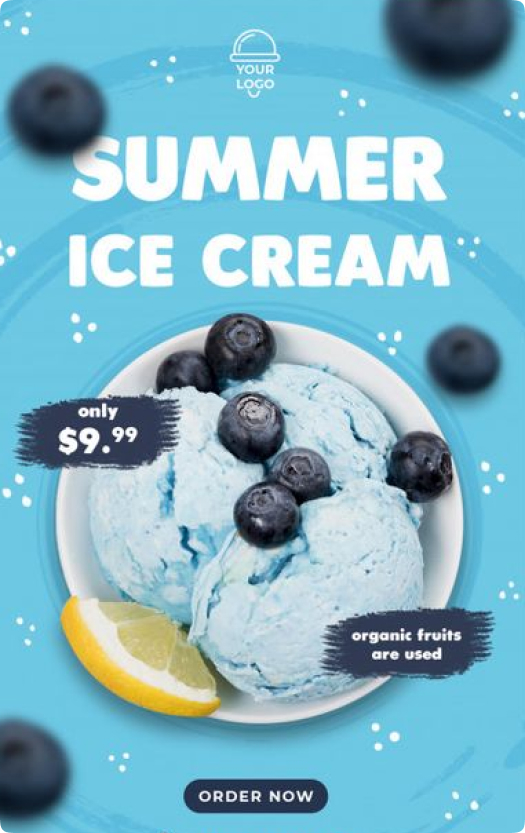 YOUR
LOGO
SUMMER
ICE CREAM
only
$9.99
organic fruits
are used
ORDER NOW